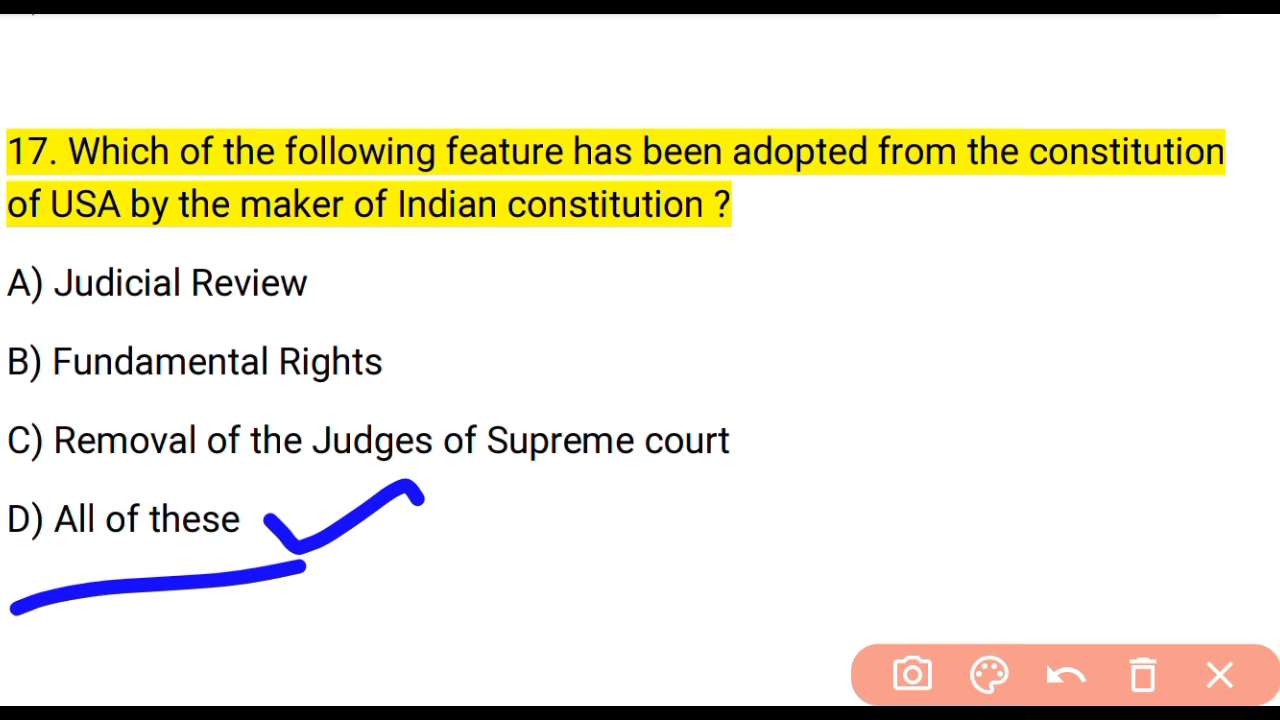 17. Which of the following feature has been adopted from the constitution
of USA by the maker of Indian constitution ?
A) Judicial Review
B) Fundamental Rights
C) Removal of the Judges of Supreme court
D) All of these